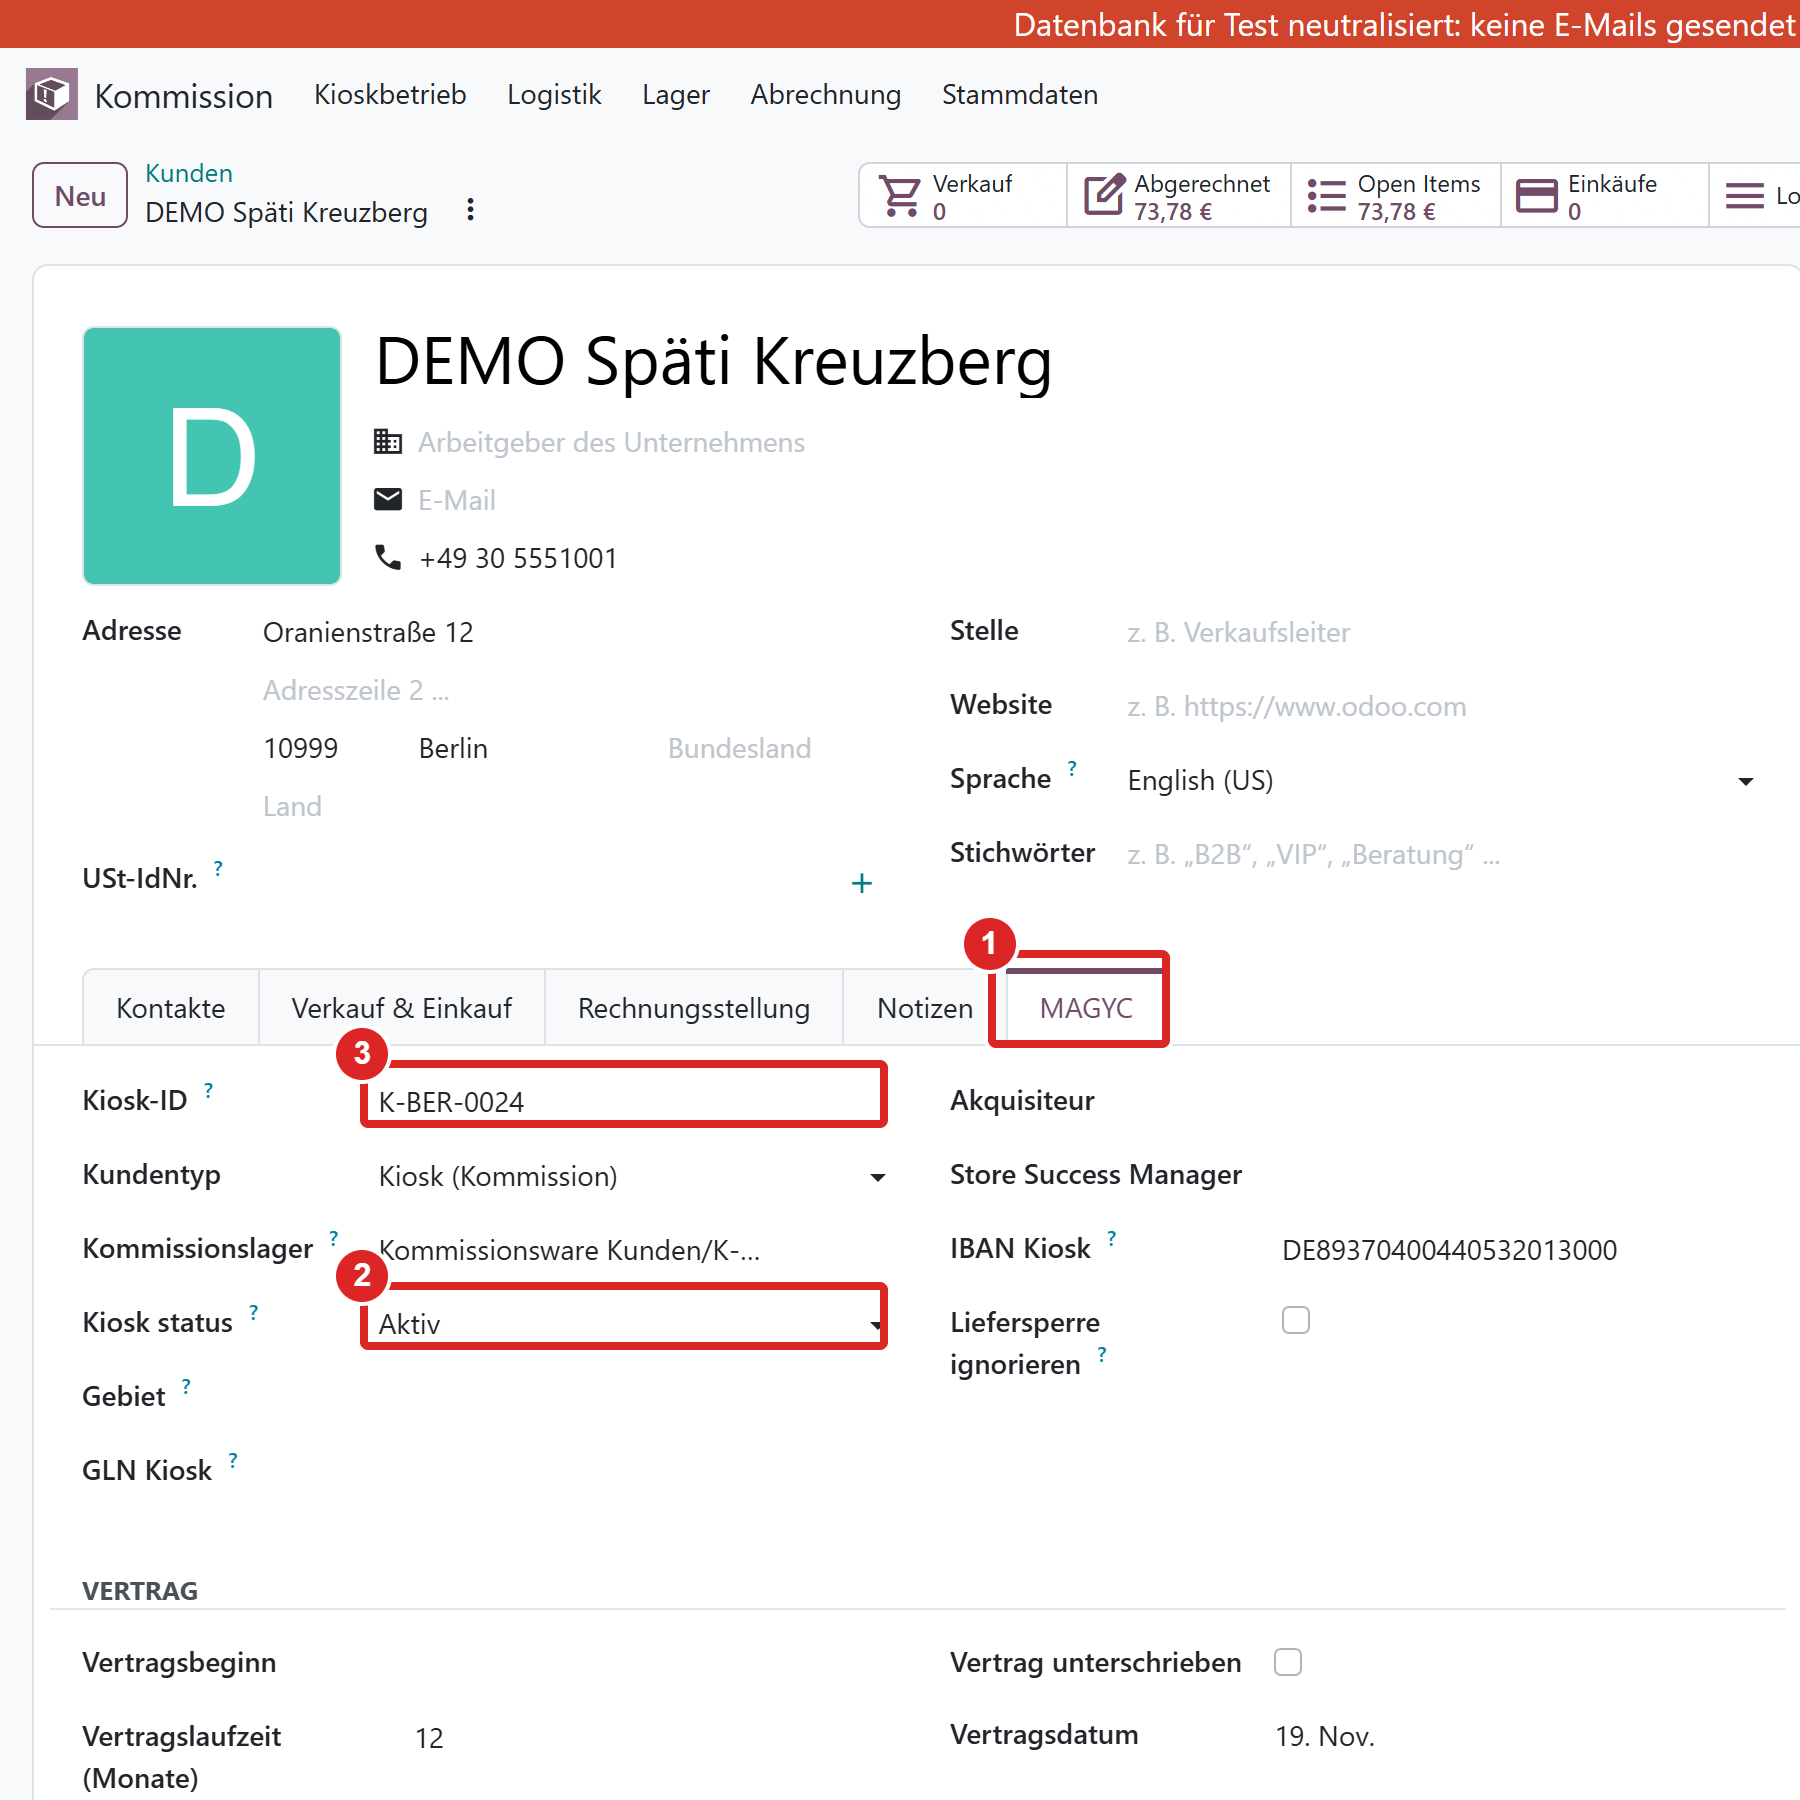 Datenbank für Test neutralisiert: keine E-Mails gesendet
Kommission Kioskbetrieb Logistik Lager Abrechnung Stammdaten
Neu
Kunden
DEMO Späti Kreuzberg
Verkauf
0
Abgerechnet
73,78 €
Open Items
73,78 €
Einkäufe
0
Lo
D
DEMO Späti Kreuzberg
Arbeitgeber des Unternehmens
E-Mail
+49 30 5551001
Adresse Oranienstraße 12
Adresszeile 2 ...
10999 Berlin Bundesland
Land
USt-IdNr. ? +
Stelle z. B. Verkaufsleiter
Website z. B. https://www.odoo.com
Sprache ? English (US)
Stichwörter z. B. „B2B“, „VIP“, „Beratung“ ...
1
Kontakte Verkauf & Einkauf Rechnungsstellung Notizen MAGYC
3
Kiosk-ID ? K-BER-0024
Kundentyp Kiosk (Kommission)
Kommissionslager ? Kommissionsware Kunden/K-...
2
Kiosk status ? Aktiv
Gebiet ?
GLN Kiosk ?
Akquisiteur
Store Success Manager
IBAN Kiosk ? DE89370400440532013000
Liefersperre
ignorieren ?
VERTRAG
Vertragsbeginn
Vertragslaufzeit 12
(Monate)
Vertrag unterschrieben
Vertragsdatum 19. Nov.